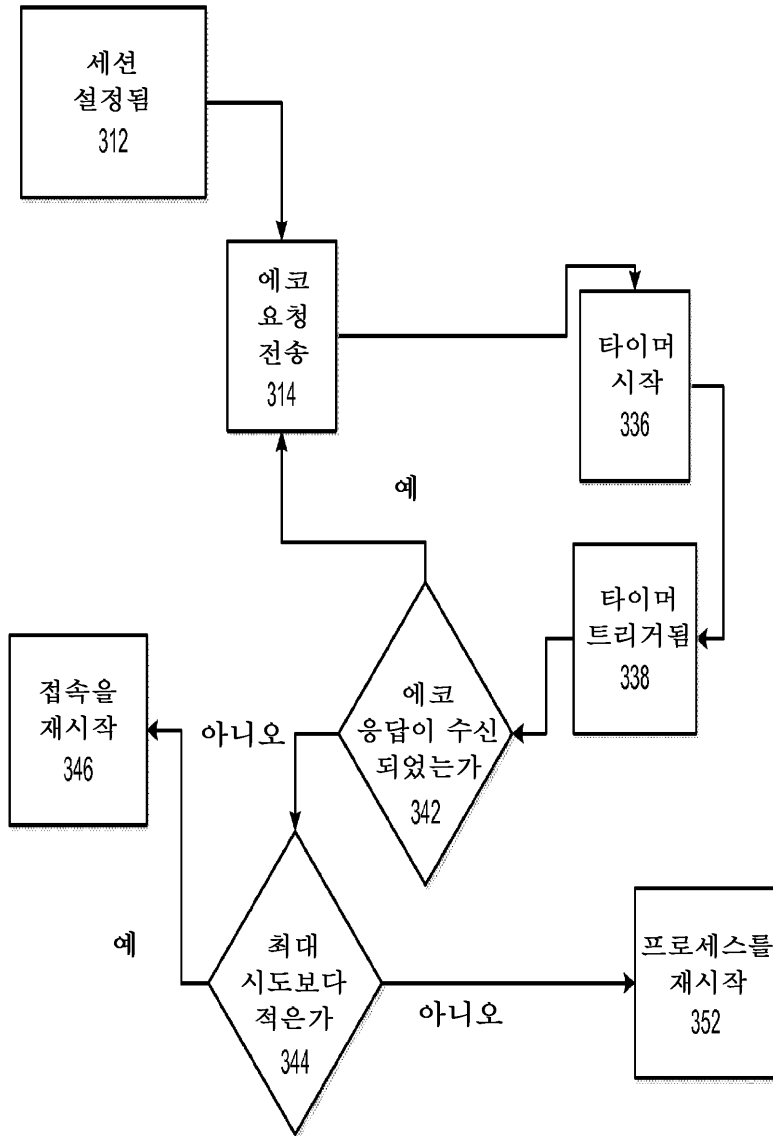 세션
설정됨
312
에코
요청
전송
314
타이머
시작
336
예
타이머
트리거됨
338
접속을
재시작
346
아니오
에코
응답이 수신
되었는가
342
예
최대
시도보다
적은가
344
아니오
프로세스를
재시작
352